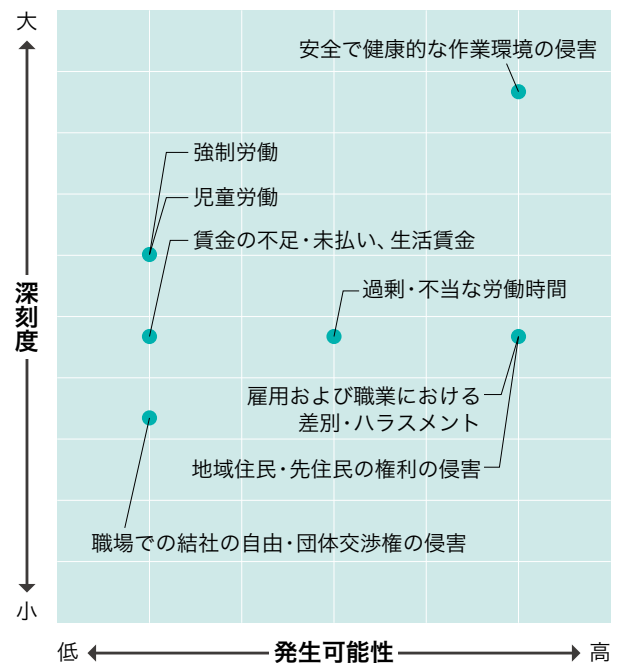 大
安全で健康的な作業環境の侵害
強制労働
児童労働
賃金の不足・未払い、生活賃金
過剰・不当な労働時間
深刻度
雇用および職業における
差別・ハラスメント
地域住民・先住民の権利の侵害
職場での結社の自由・団体交渉権の侵害
小
低
発生可能性
高